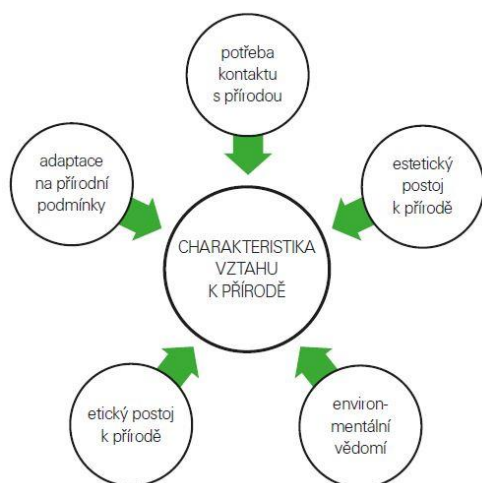 potřeba
kontaktu
s přírodou
adaptace
na přírodní
podmínky
estetický
postoj
k přírodě
CHARAKTERISTIKA
VZTAHU
K PŘÍRODĚ
etický postoj
k přírodě
environ-
mentální
vědomí